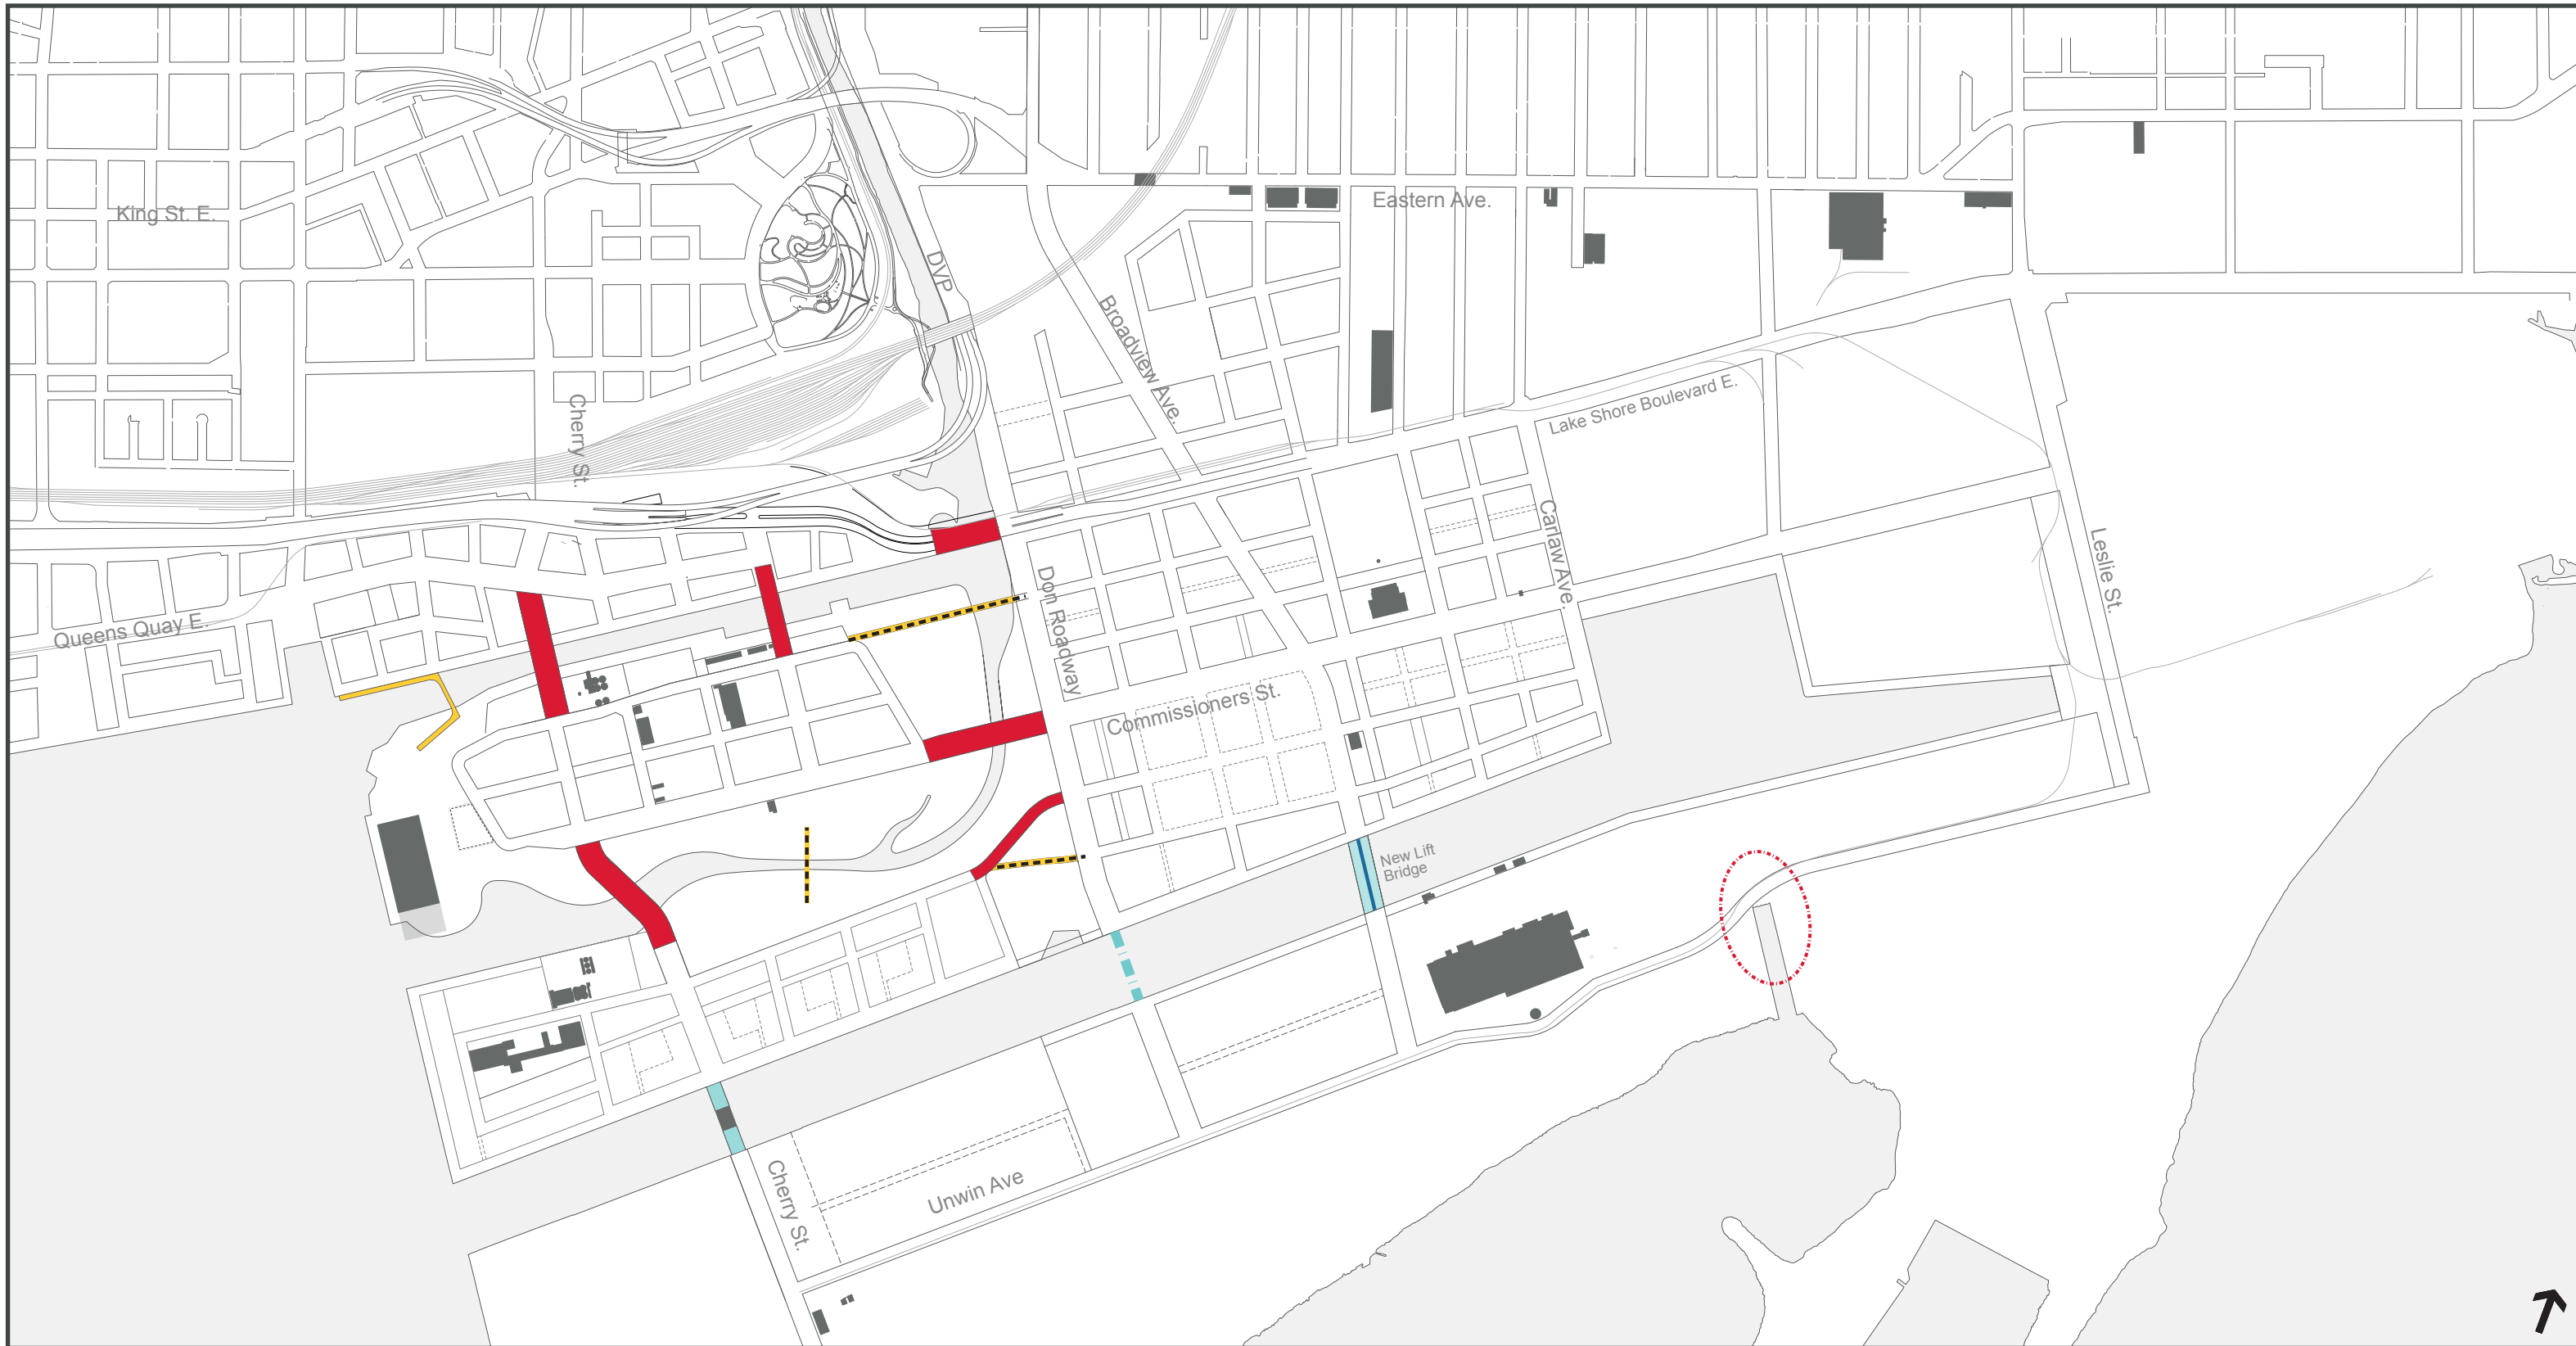 King St. E.
Eastern Ave.
DVP
Broadview Ave.
Cherry St.
Lake Shore Boulevard E.
Carlaw Ave.
Leslie St.
Queens Quay E.
Don Roadway
Commissioners St.
New Lift
Bridge
Cherry St.
Unwin Ave